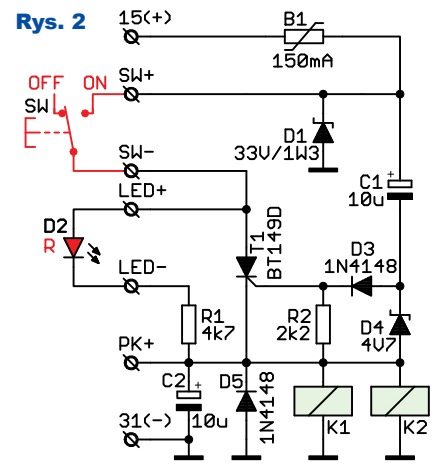 Rys. 2
15(+)
B1
150mA
OFF ON
SW+
SW
D1
33V/1W3
C1
+
10u
SW-
LED+
D2
R
T1
BT149D
LED-
D3
1N4148
R1
4k7
R2
2k2
D4
4V7
PK+
C2
+
10u
D5
1N4148
31(-)
K1
K2